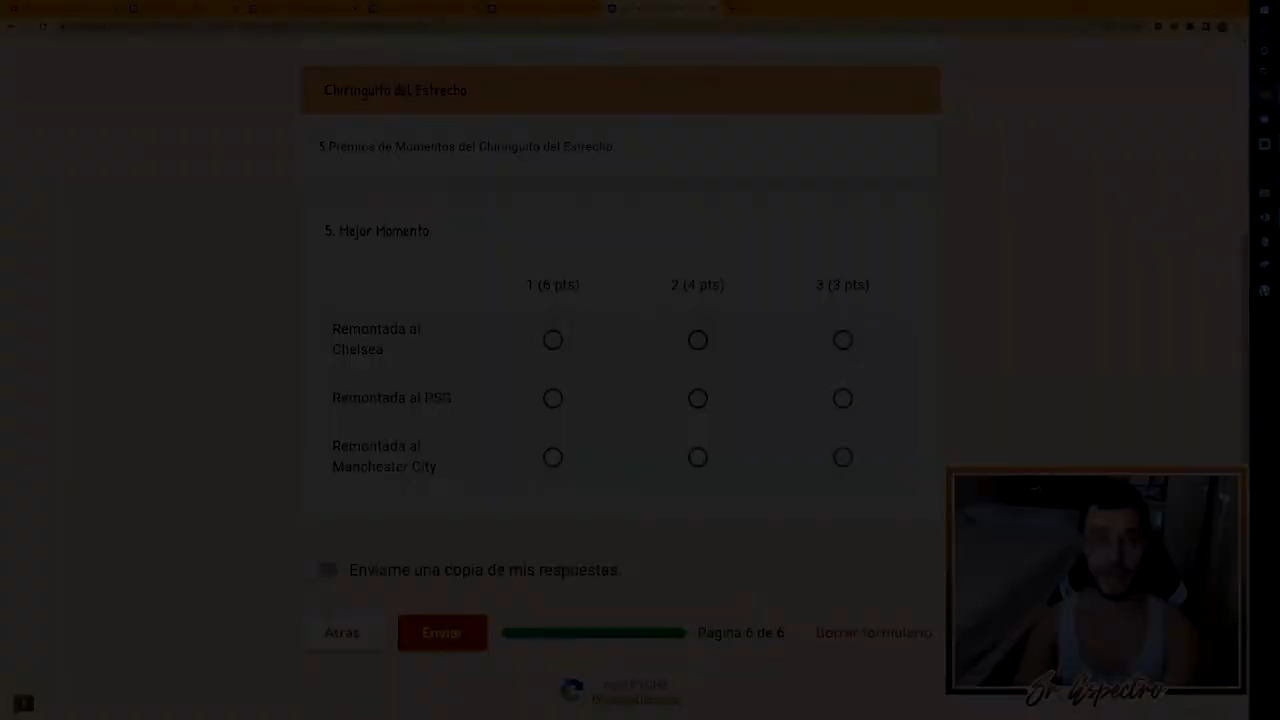 Chiringuito del Estrecho
5 Premios de Momentos del Chiringuito del Estrecho
5. Mejor Momento
1 (6 pts) 2 (4 pts) 3 (3 pts)
Remontada al
Chelsea
Remontada al PSG
Remontada al
Manchester City
Enviarme una copia de mis respuestas.
Atrás Enviar Página 6 de 6 Borrar formulario
reCAPTCHA
Sr. Espectro